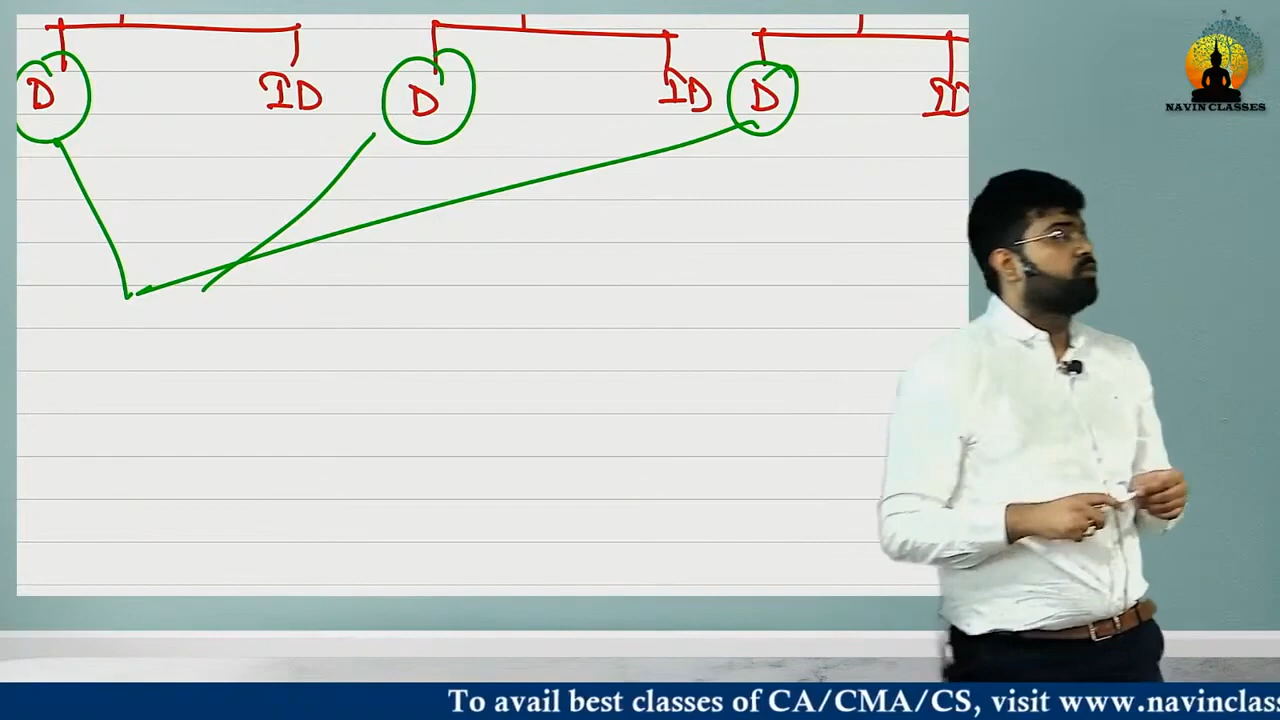 D ID D ID D ID
NAVIN CLASSES
To avail best classes of CA/CMA/CS, visit www.navinclass